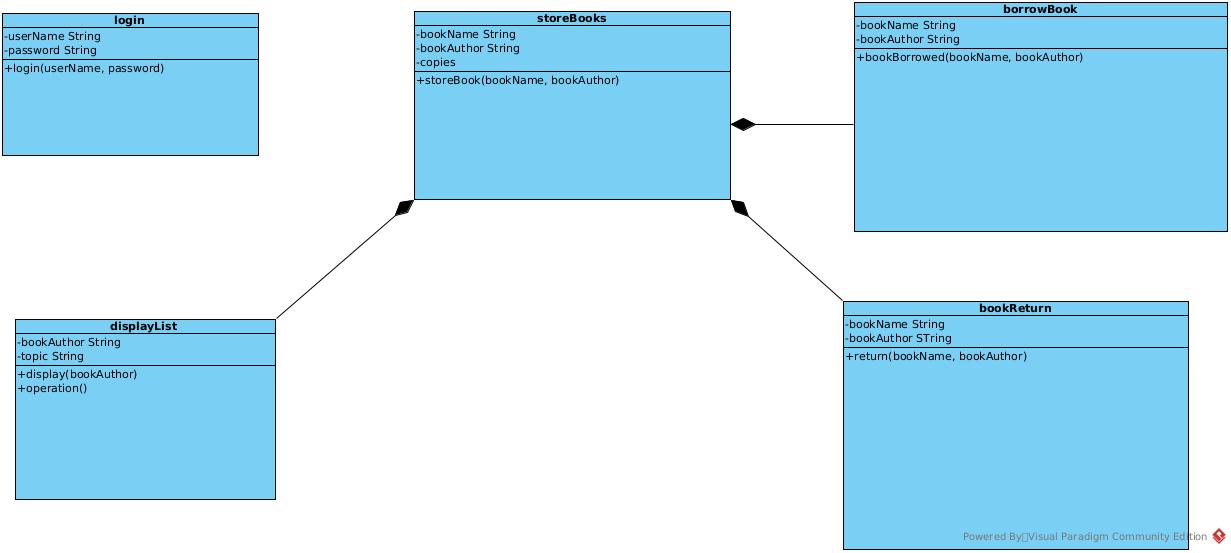 login
-userName String
-password String
+login(userName, password)
storeBooks
-bookName String
-bookAuthor String
-copies
+storeBook(bookName, bookAuthor)
borrowBook
-bookName String
-bookAuthor String
+bookBorrowed(bookName, bookAuthor)
displayList
-bookAuthor String
-topic String
+display(bookAuthor)
+operation()
bookReturn
-bookName String
-bookAuthor STring
+return(bookName, bookAuthor)
Powered By Visual Paradigm Community Edition